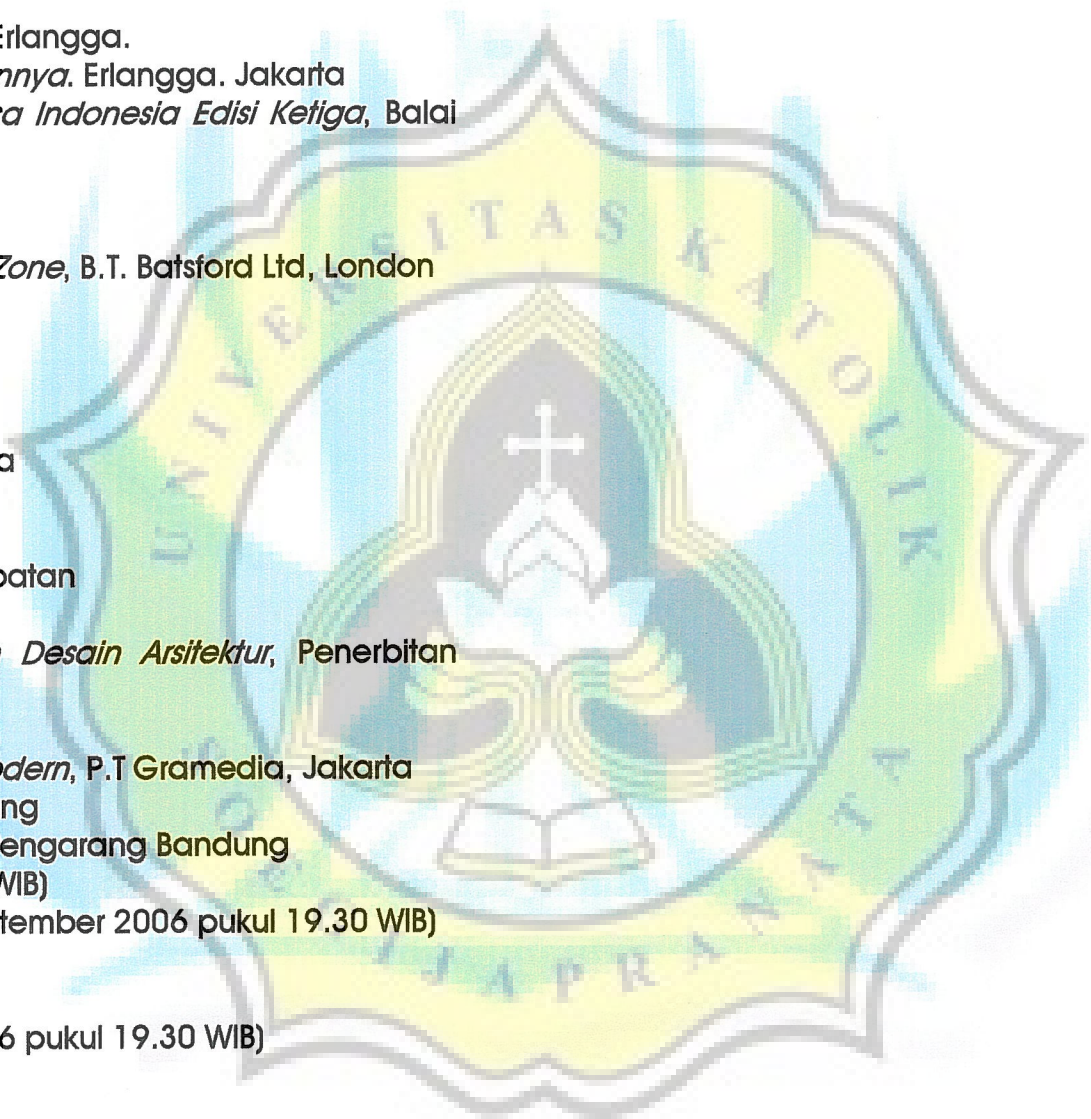 Erlangga.
nnya. Erlangga. Jakarta
a Indonesia Edisi Ketiga, Balai
Zone, B.T. Batsford Ltd, London
a
batan
Desain Arsitektur, Penerbitan
odern, P.T Gramedia, Jakarta
ng
engarang Bandung
WIB)
tember 2006 pukul 19.30 WIB)
6 pukul 19.30 WIB)
UNIVERSITAS KATOLIK
SOEGIJAPRANATA